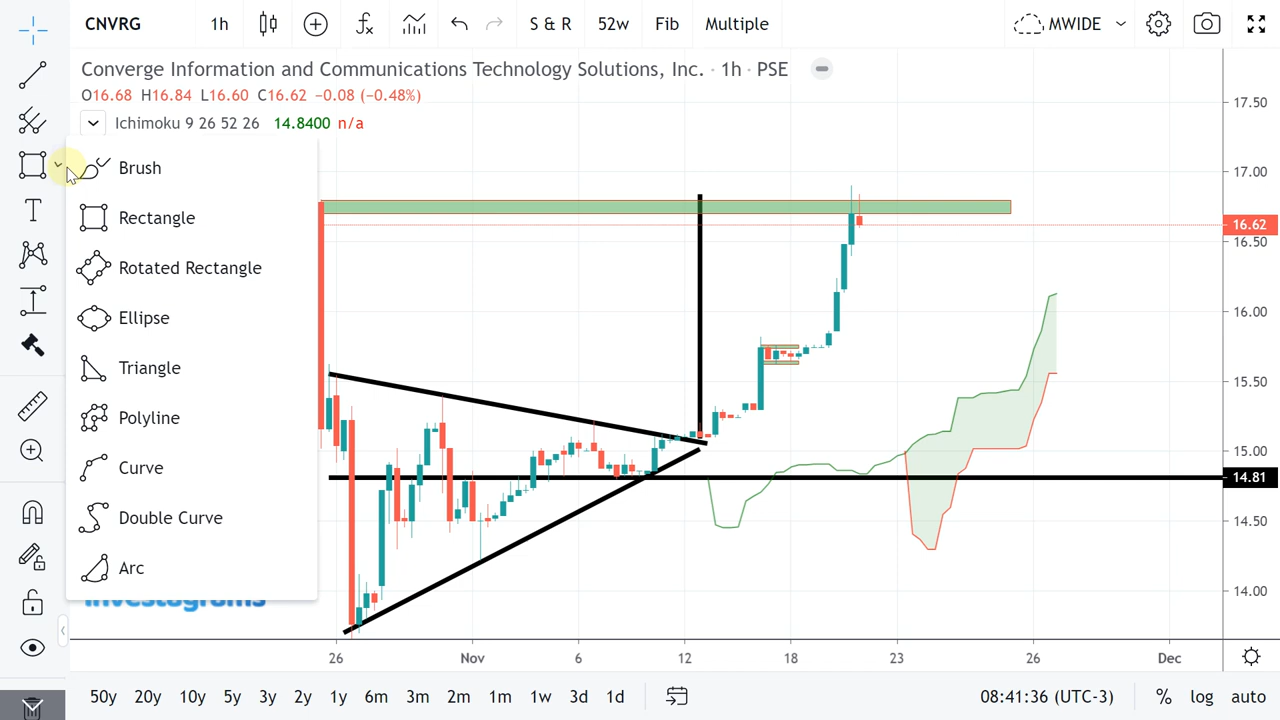 CNVRG 1h S & R 52w Fib Multiple MWIDE
Converge Information and Communications Technology Solutions, Inc. · 1h · PSE
O16.68 H16.84 L16.60 C16.62 −0.08 (−0.48%)
Ichimoku 9 26 52 26 14.8400 n/a
Brush
Rectangle
Rotated Rectangle
Ellipse
Triangle
Polyline
Curve
Double Curve
Arc
Investagrams
17.50
17.00
16.62
16.50
16.00
15.50
15.00
14.81
14.50
14.00
26 Nov 6 12 18 23 26 Dec
50y 20y 10y 5y 3y 2y 1y 6m 3m 2m 1m 1w 3d 1d 08:41:36 (UTC-3) % log auto